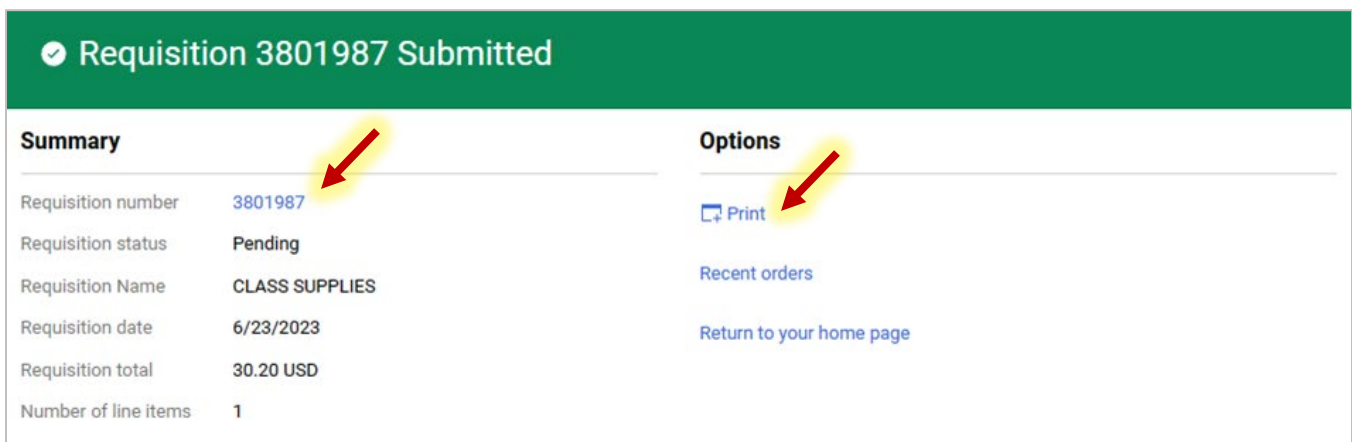 Requisition 3801987 Submitted
Summary
Requisition number 3801987
Requisition status Pending
Requisition Name CLASS SUPPLIES
Requisition date 6/23/2023
Requisition total 30.20 USD
Number of line items 1
Options
Print
Recent orders
Return to your home page